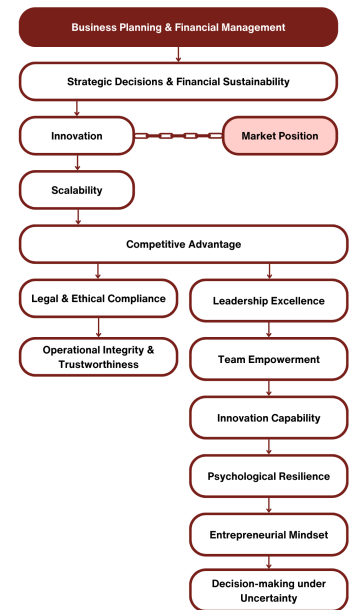 Business Planning & Financial Management
Strategic Decisions & Financial Sustainability
Innovation
Market Position
Scalability
Competitive Advantage
Legal & Ethical Compliance
Leadership Excellence
Operational Integrity &
Trustworthiness
Team Empowerment
Innovation Capability
Psychological Resilience
Entrepreneurial Mindset
Decision-making under
Uncertainty